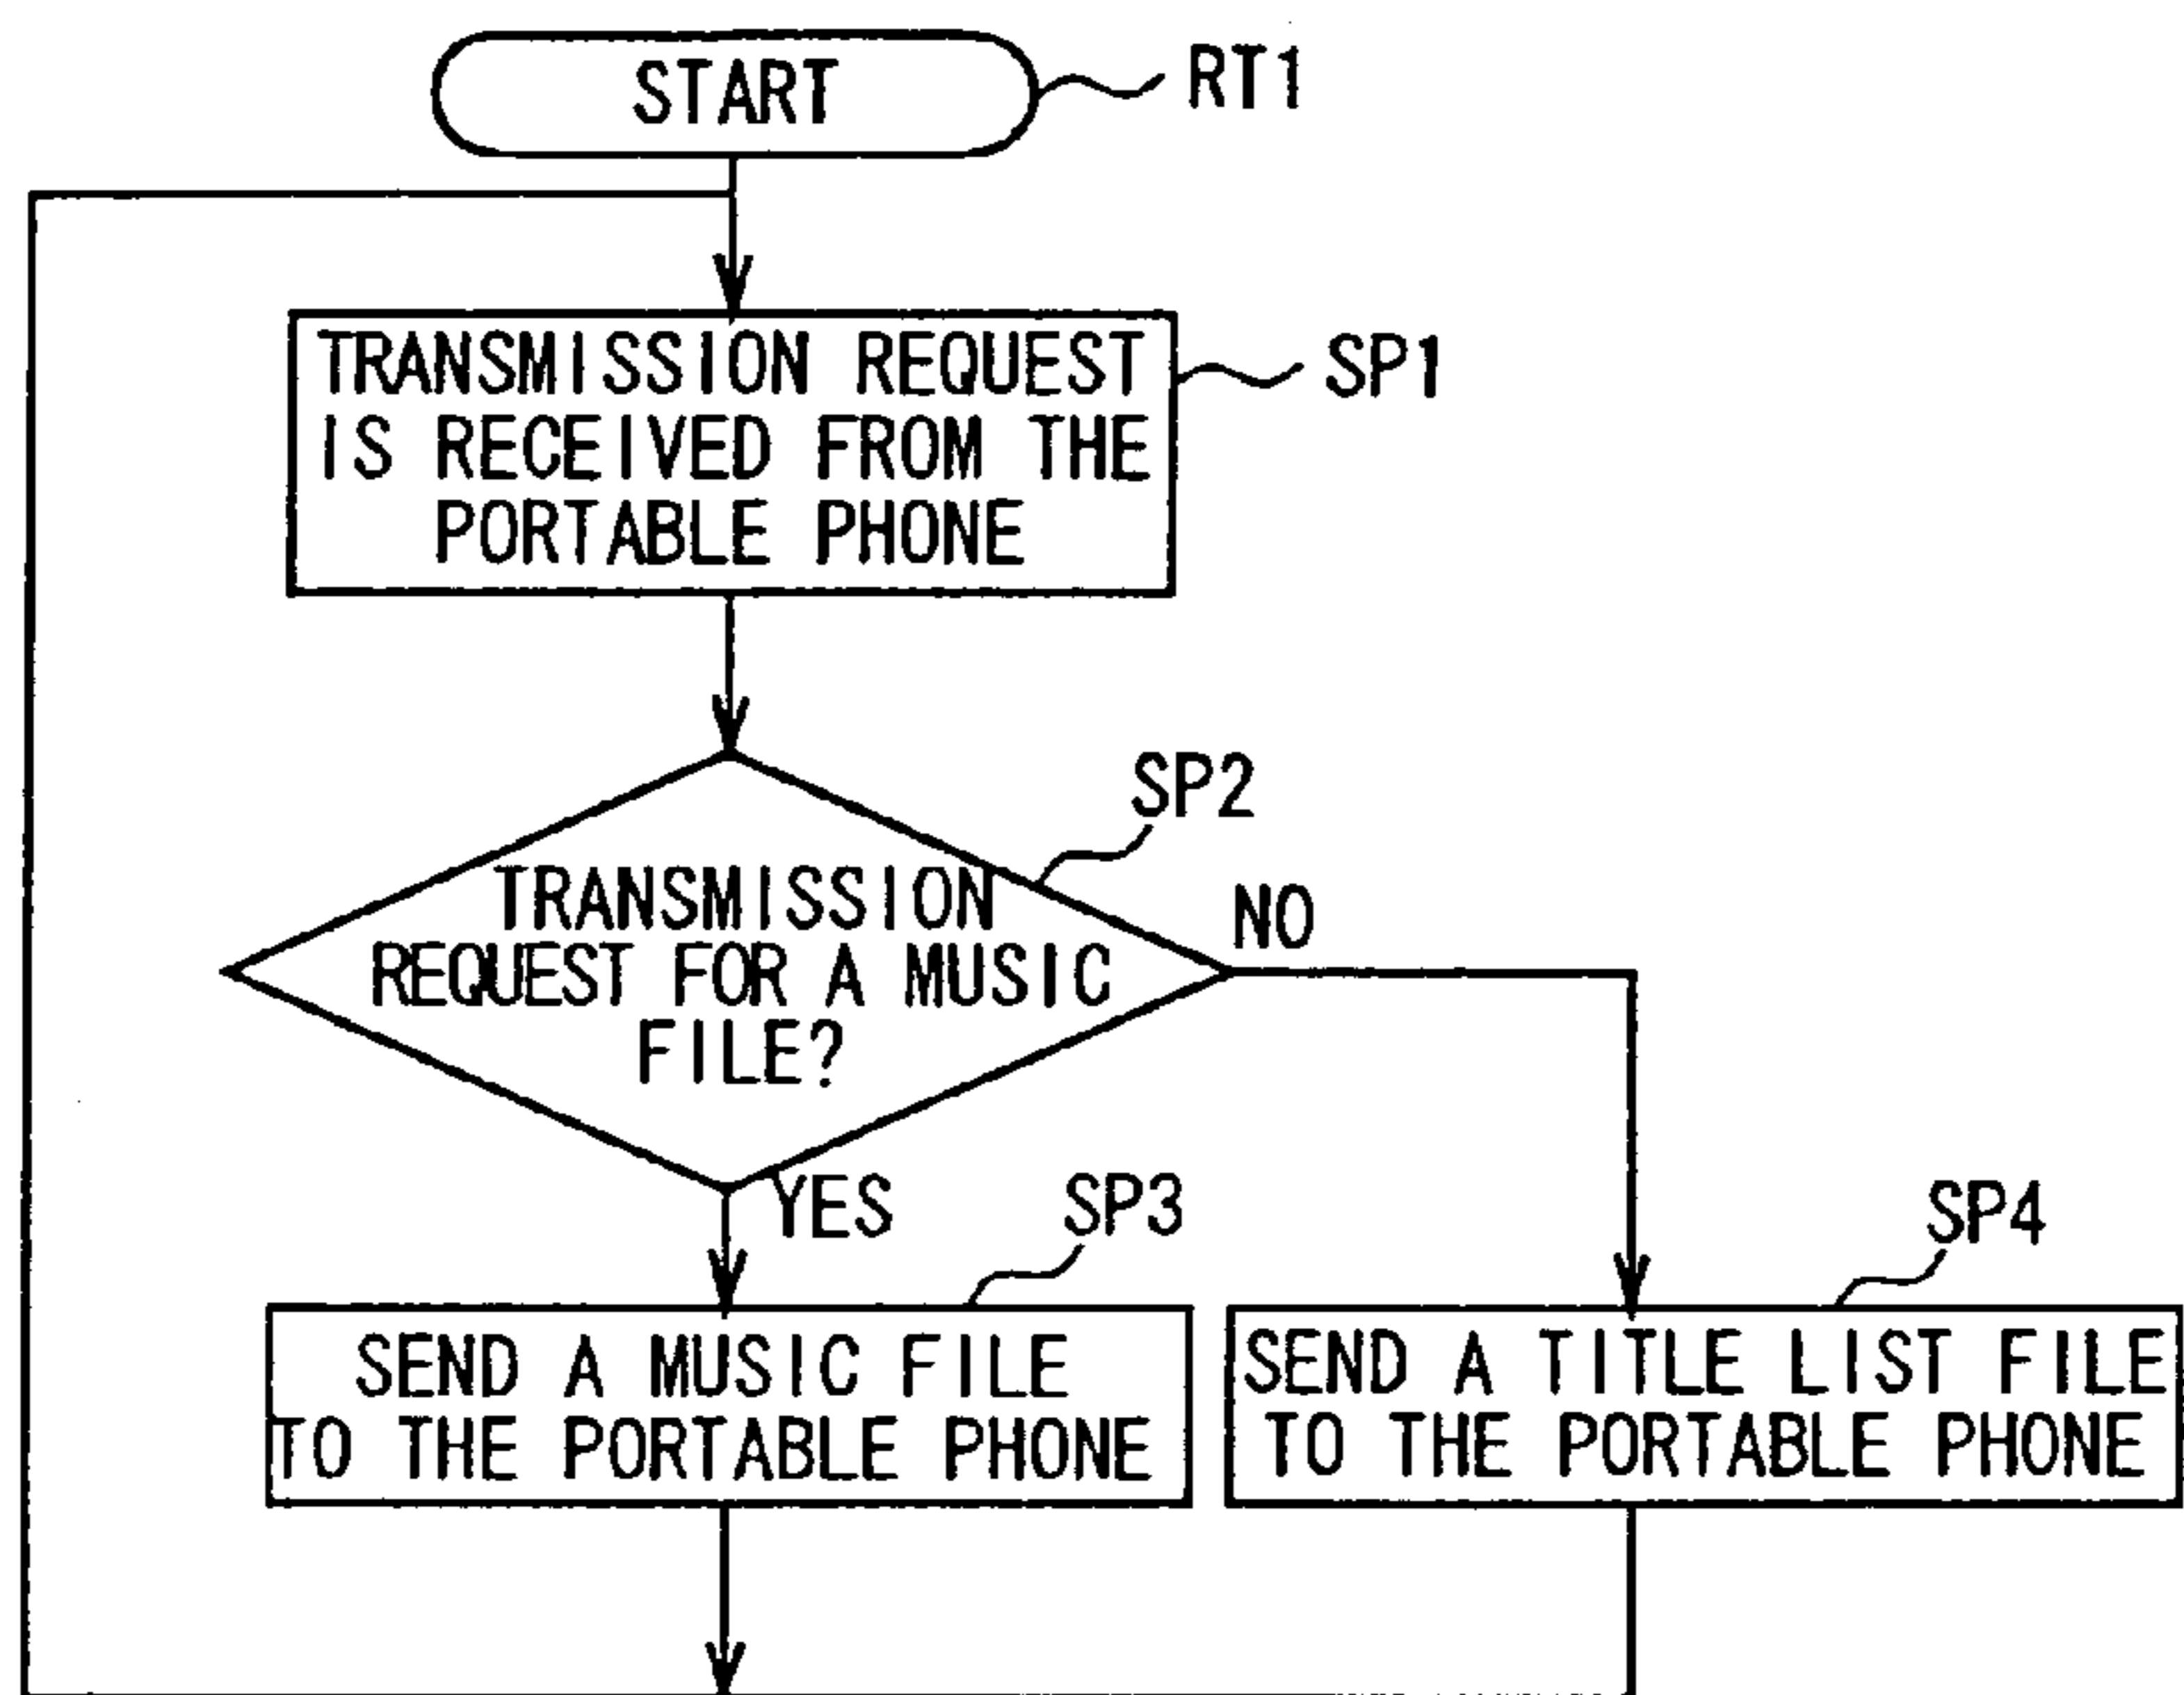 START
RT1
TRANSMISSION REQUEST
IS RECEIVED FROM THE
PORTABLE PHONE
SP1
SP2
TRANSMISSION
REQUEST FOR A MUSIC
FILE?
NO
YES
SP3
SEND A MUSIC FILE
TO THE PORTABLE PHONE
SP4
SEND A TITLE LIST FILE
TO THE PORTABLE PHONE